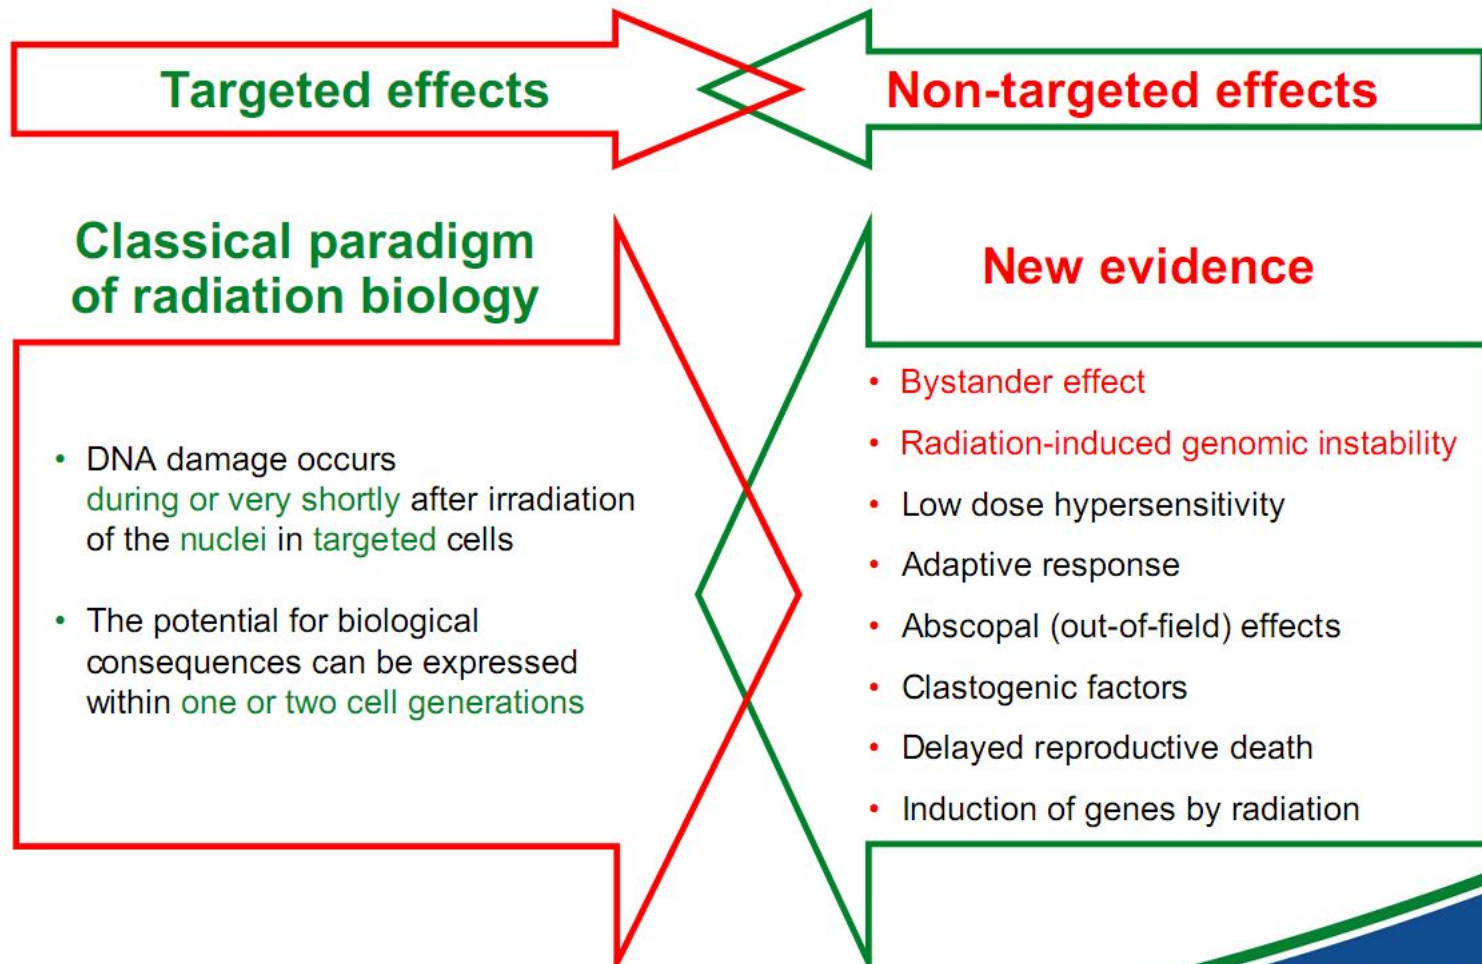 Targeted effects
Non-targeted effects
Classical paradigm
of radiation biology
• DNA damage occurs
during or very shortly after irradiation
of the nuclei in targeted cells
• The potential for biological
consequences can be expressed
within one or two cell generations
New evidence
• Bystander effect
• Radiation-induced genomic instability
• Low dose hypersensitivity
• Adaptive response
• Abscopal (out-of-field) effects
• Clastogenic factors
• Delayed reproductive death
• Induction of genes by radiation